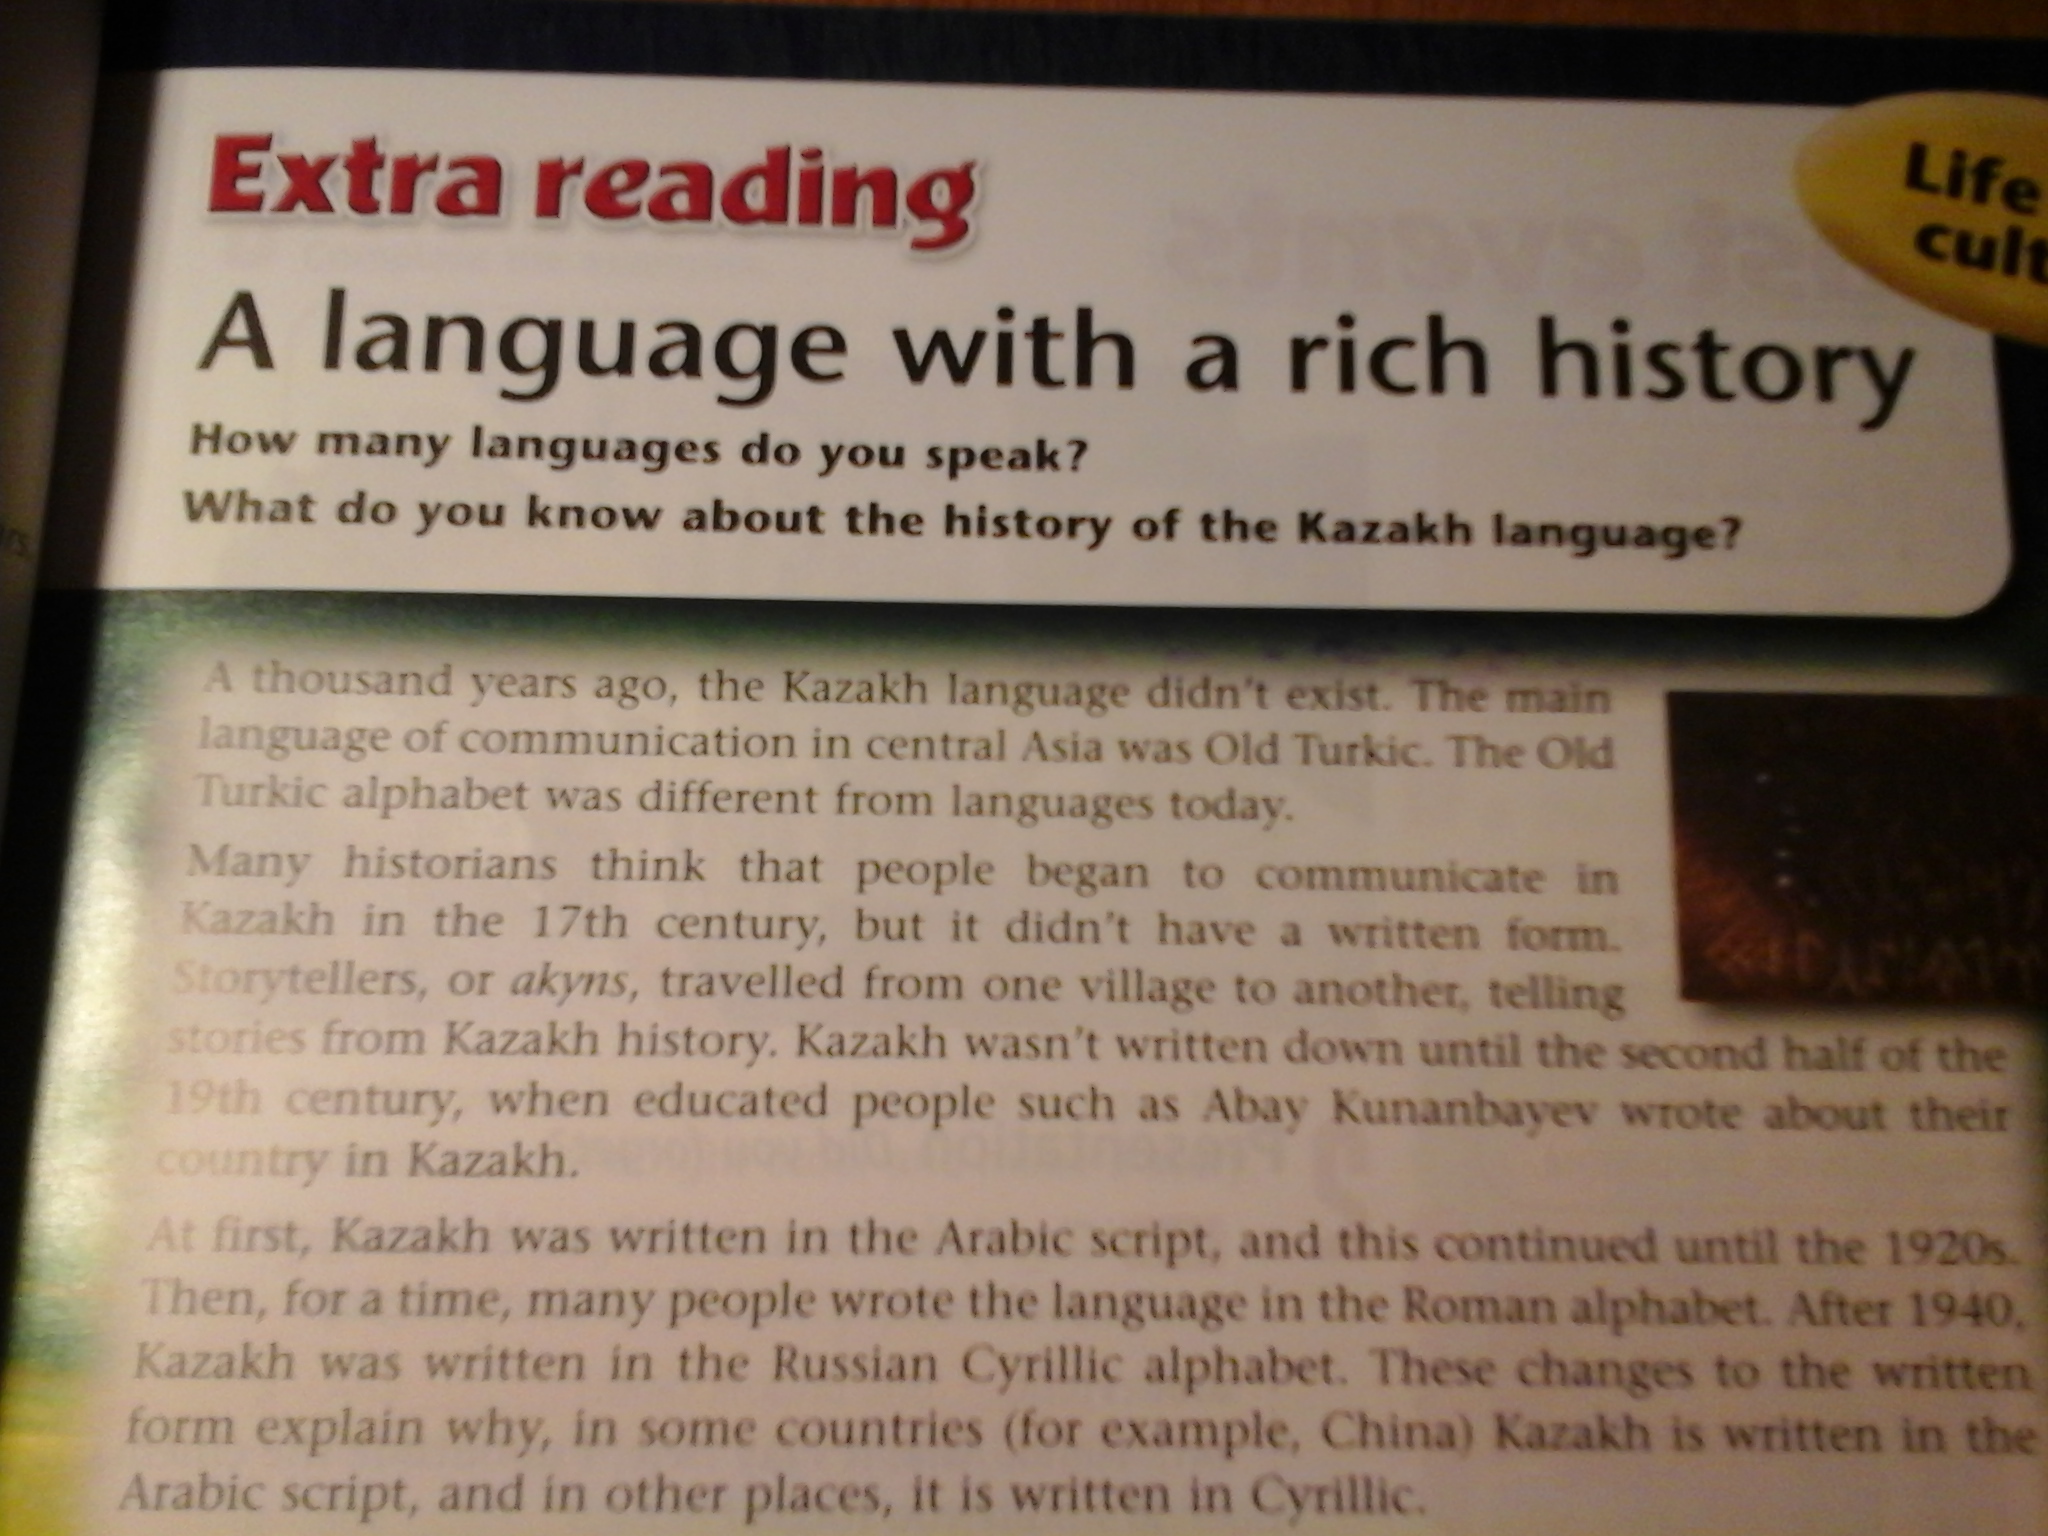 Extra reading
Life
cult
A language with a rich history
How many languages do you speak?
What do you know about the history of the Kazakh language?
rs.
A thousand years ago, the Kazakh language didn't exist. The main
language of communication in central Asia was Old Turkic. The Old
Turkic alphabet was different from languages today.
Many historians think that people began to communicate in
Kazakh in the 17th century, but it didn't have a written form.
Storytellers, or akyns, travelled from one village to another, telling
stories from Kazakh history. Kazakh wasn't written down until the second half of the
19th century, when educated people such as Abay Kunanbayev wrote about their
country in Kazakh.
At first, Kazakh was written in the Arabic script, and this continued until the 1920s.
Then, for a time, many people wrote the language in the Roman alphabet. After 1940,
Kazakh was written in the Russian Cyrillic alphabet. These changes to the written
form explain why, in some countries (for example, China) Kazakh is written in the
Arabic script, and in other places, it is written in Cyrillic.